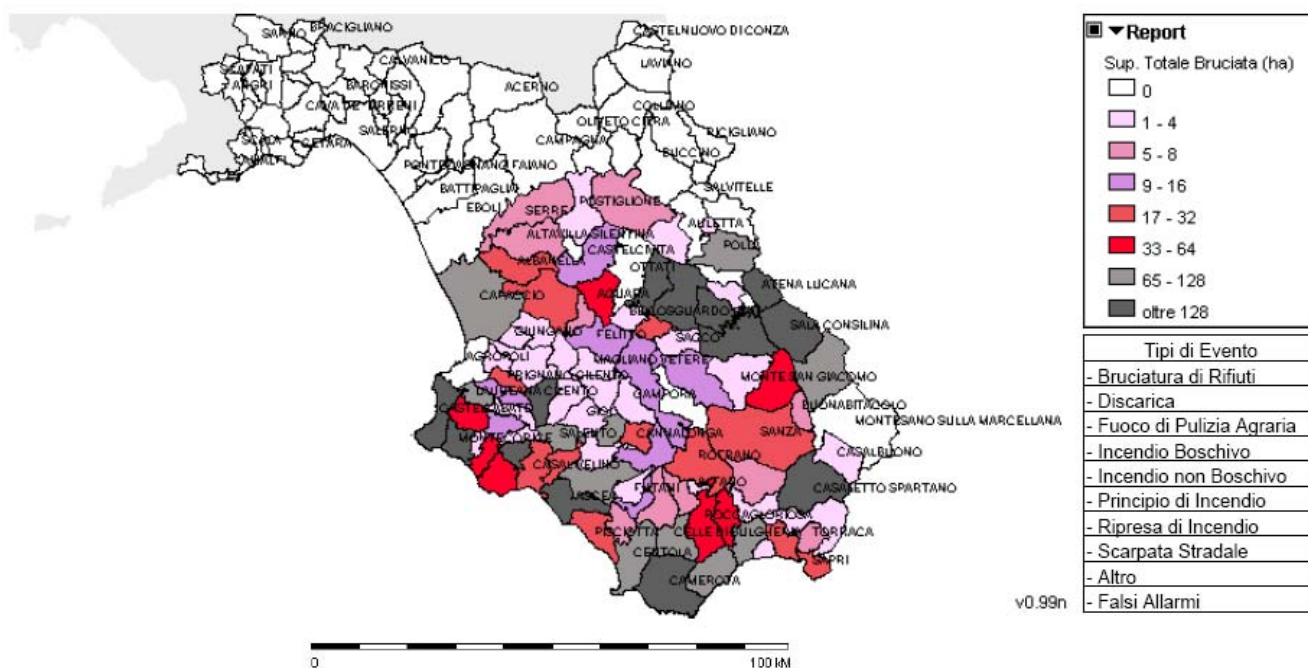 BRACIGLIANO
SARNO
CASTELNUOVO DI CONZA
CALVANICO
LAVIANO
SCAFATI
BARONISSI
ACERNO
CAVA DE' TIRRENI
COLLIANO
OLIVETO CITRA
SALERNO
RICIGLIANO
CAMPAGNA
SCALA
CETARA
BUCCINO
AMALFI
PONTECAGNANO FAIANO
BATTIPAGLIA
SALVITELLE
POSTIGLIONE
EBOLI
SERRE
AULETTA
ALTAVILLA SILENTINA
CASTELCIVITA
POLLA
ALBANELLA
OTTATI
ATENA LUCANA
CAPACCIO
AQUARA
BELLOSGUARDO
SALA CONSILINA
GIUNGANO
FELITTO
SACCO
AGROPOLI
MAGLIANO VETERE
PRIGNANO CILENTO
MONTE SAN GIACOMO
LAUREANA CILENTO
CAMPORA
BUONABITACOLO
CASTELLABATE
GIOI
MONTESANO SULLA MARCELLANA
SALENTO
CANNALONGA
SANZA
MONTECORICE
CASALBUONO
ROFRANO
CASALVELINO
FUTANI
CASALETTO SPARTANO
ASCEA
ROCCAGLORIOSA
PISCIOTTA
CELLE DI BULGHERIA
TORRACA
CENTOLA
SAPRI
CAMEROTA
v0.99n
0
100 kM
Report
Sup. Totale Bruciata (ha)
0
1 - 4
5 - 8
9 - 16
17 - 32
33 - 64
65 - 128
oltre 128
Tipi di Evento
- Bruciatura di Rifiuti
- Discarica
- Fuoco di Pulizia Agraria
- Incendio Boschivo
- Incendio non Boschivo
- Principio di Incendio
- Ripresa di Incendio
- Scarpata Stradale
- Altro
- Falsi Allarmi